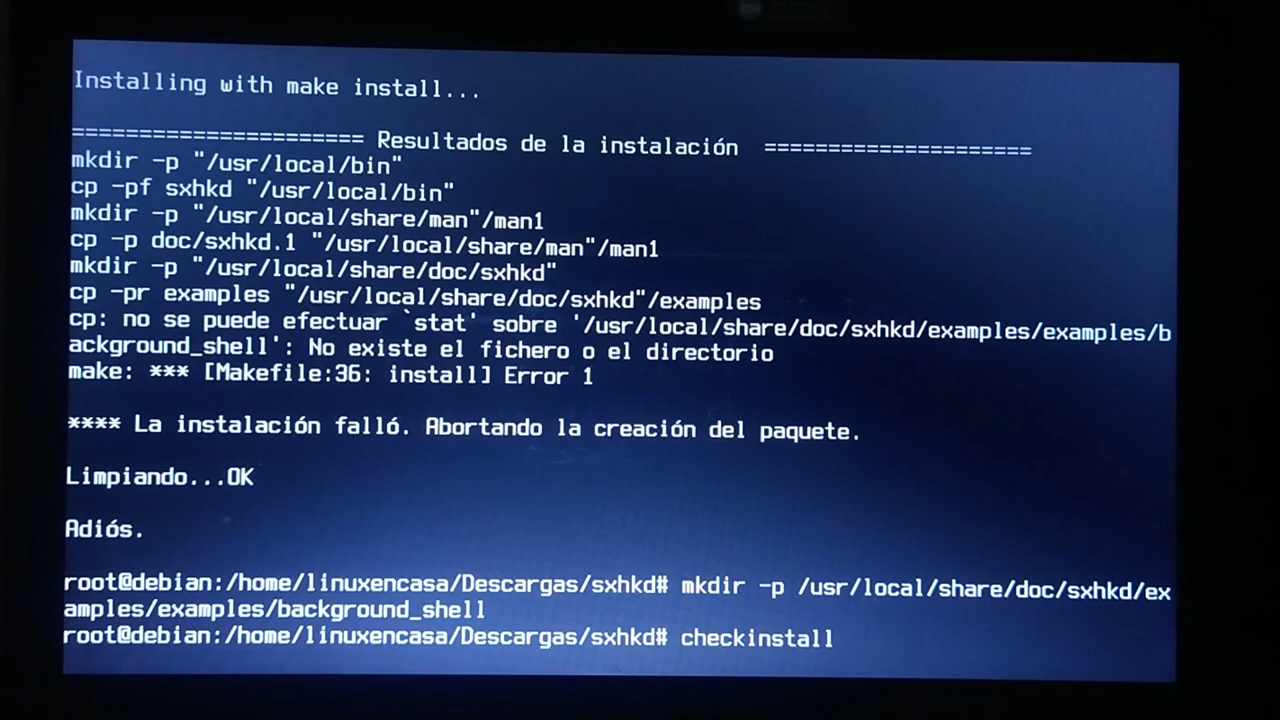 Installing with make install...
====================== Resultados de la instalación ====================
mkdir -p "/usr/local/bin"
cp -pf sxhkd "/usr/local/bin"
mkdir -p "/usr/local/share/man"/man1
cp -p doc/sxhkd.1 "/usr/local/share/man"/man1
mkdir -p "/usr/local/share/doc/sxhkd"
cp -pr examples "/usr/local/share/doc/sxhkd"/examples
cp: no se puede efectuar `stat' sobre '/usr/local/share/doc/sxhkd/examples/examples/b
ackground_shell': No existe el fichero o el directorio
make: *** [Makefile:36: install] Error 1
**** La instalación falló. Abortando la creación del paquete.
Limpiando...OK
Adiós.
root@debian:/home/linuxencasa/Descargas/sxhkd# mkdir -p /usr/local/share/doc/sxhkd/ex
amples/examples/background_shell
root@debian:/home/linuxencasa/Descargas/sxhkd# checkinstall